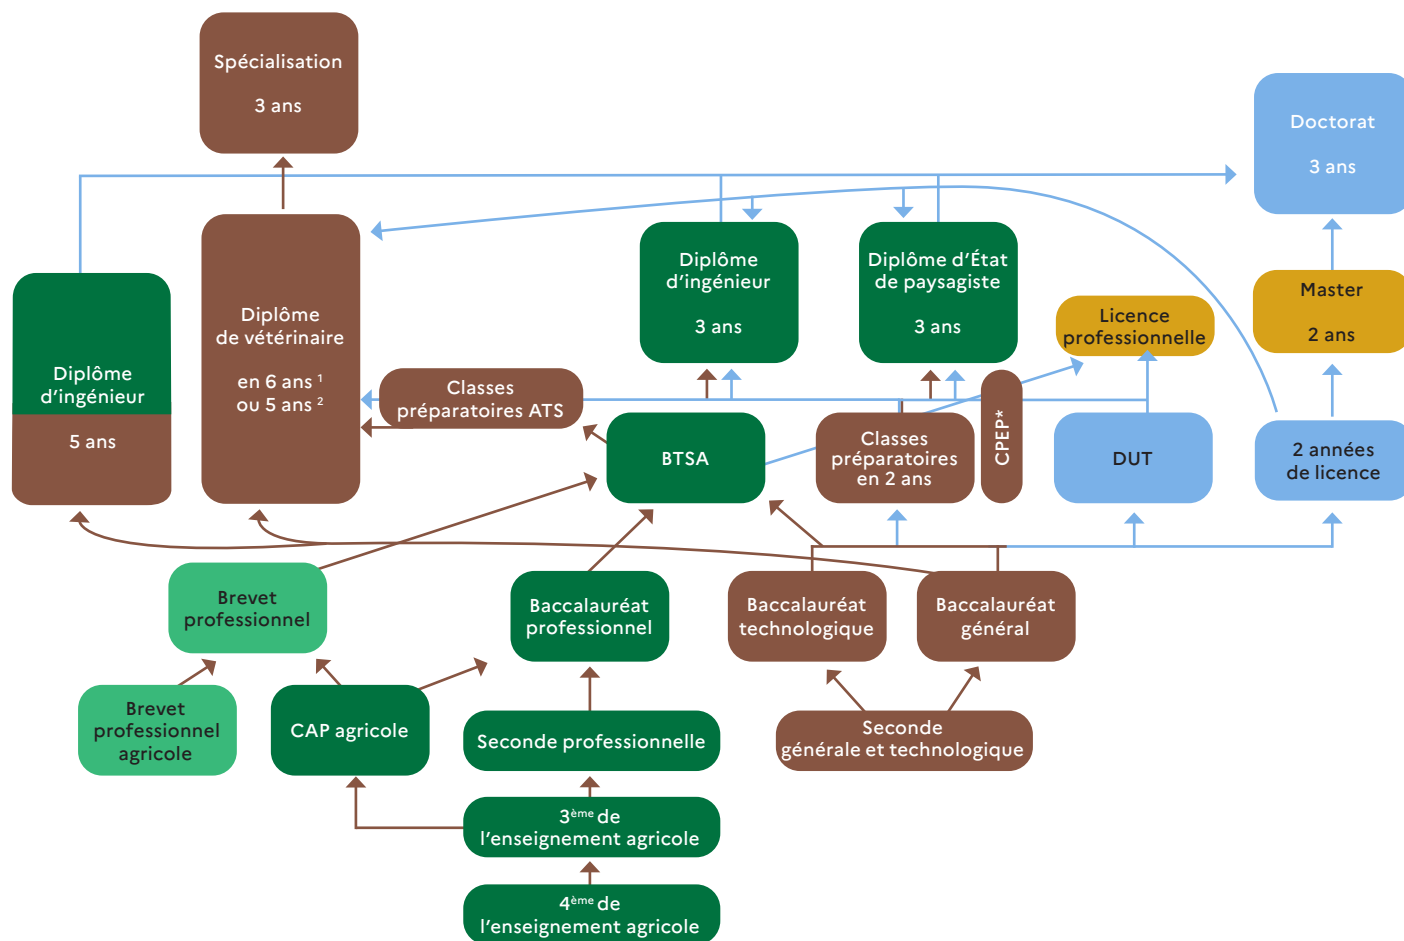 Spécialisation
3 ans
Doctorat
3 ans
Diplôme
de vétérinaire
en 6 ans ¹
ou 5 ans ²
Diplôme
d'ingénieur
3 ans
Diplôme d'État
de paysagiste
3 ans
Licence
professionnelle
Master
2 ans
Diplôme
d'ingénieur
5 ans
Classes
préparatoires ATS
BTSA
Classes
préparatoires
en 2 ans
CPEP*
DUT
2 années
de licence
Brevet
professionnel
Baccalauréat
professionnel
Baccalauréat
technologique
Baccalauréat
général
Brevet
professionnel
agricole
CAP agricole
Seconde professionnelle
Seconde
générale et technologique
3ème de
l'enseignement agricole
4ème de
l'enseignement agricole